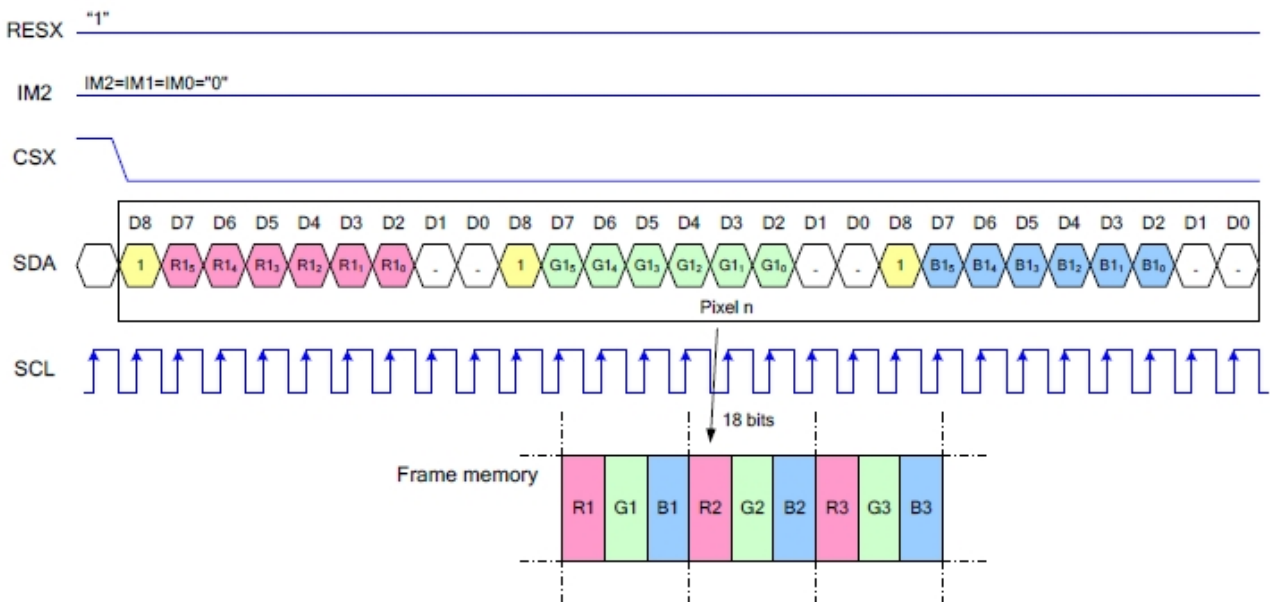 RESX “1”
IM2 IM2=IM1=IM0="0"
CSX
D8 D7 D6 D5 D4 D3 D2 D1 D0 D8 D7 D6 D5 D4 D3 D2 D1 D0 D8 D7 D6 D5 D4 D3 D2 D1 D0
SDA 1 R1₅ R1₄ R1₃ R1₂ R1₁ R1₀ - - 1 G1₅ G1₄ G1₃ G1₂ G1₁ G1₀ - - 1 B1₅ B1₄ B1₃ B1₂ B1₁ B1₀ - -
Pixel n
SCL
18 bits
Frame memory
R1 G1 B1 R2 G2 B2 R3 G3 B3